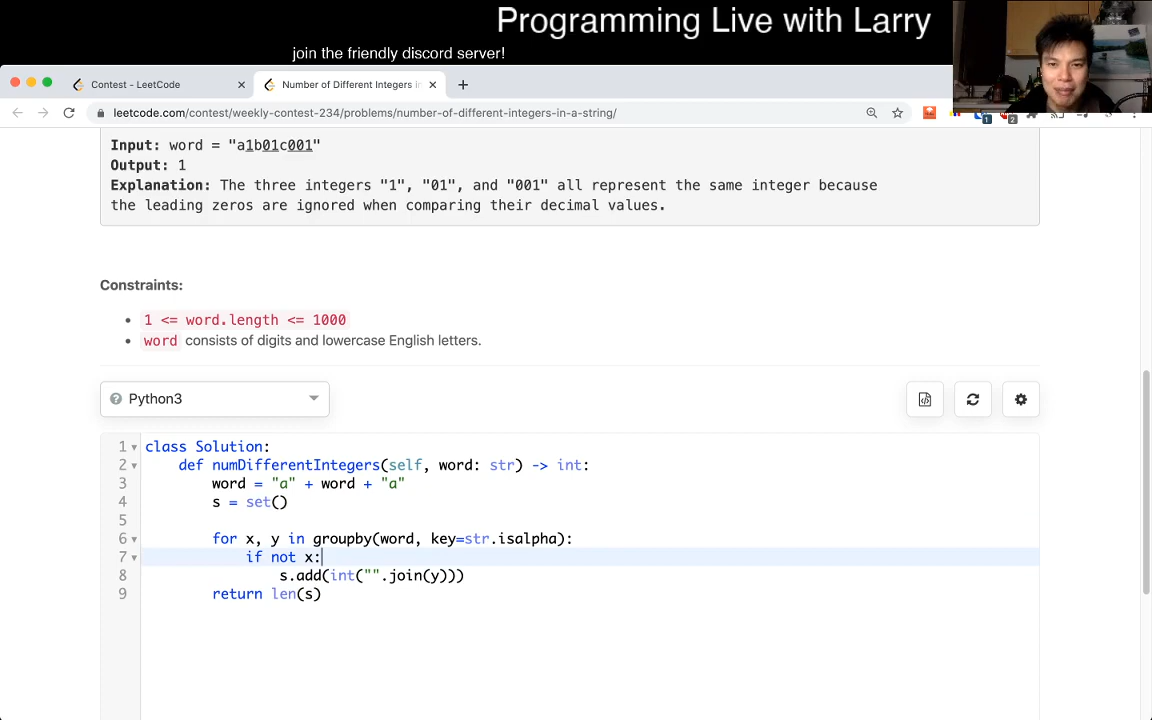 Programming Live with Larry
join the friendly discord server!
Contest - LeetCode
Number of Different Integers in
leetcode.com/contest/weekly-contest-234/problems/number-of-different-integers-in-a-string/
1
2
Input: word = "a1b01c001"
Output: 1
Explanation: The three integers "1", "01", and "001" all represent the same integer because
the leading zeros are ignored when comparing their decimal values.
Constraints:
1 <= word.length <= 1000
word consists of digits and lowercase English letters.
Python3
1 class Solution:
2 def numDifferentIntegers(self, word: str) -> int:
3 word = "a" + word + "a"
4 s = set()
5
6 for x, y in groupby(word, key=str.isalpha):
7 if not x:
8 s.add(int("".join(y)))
9 return len(s)